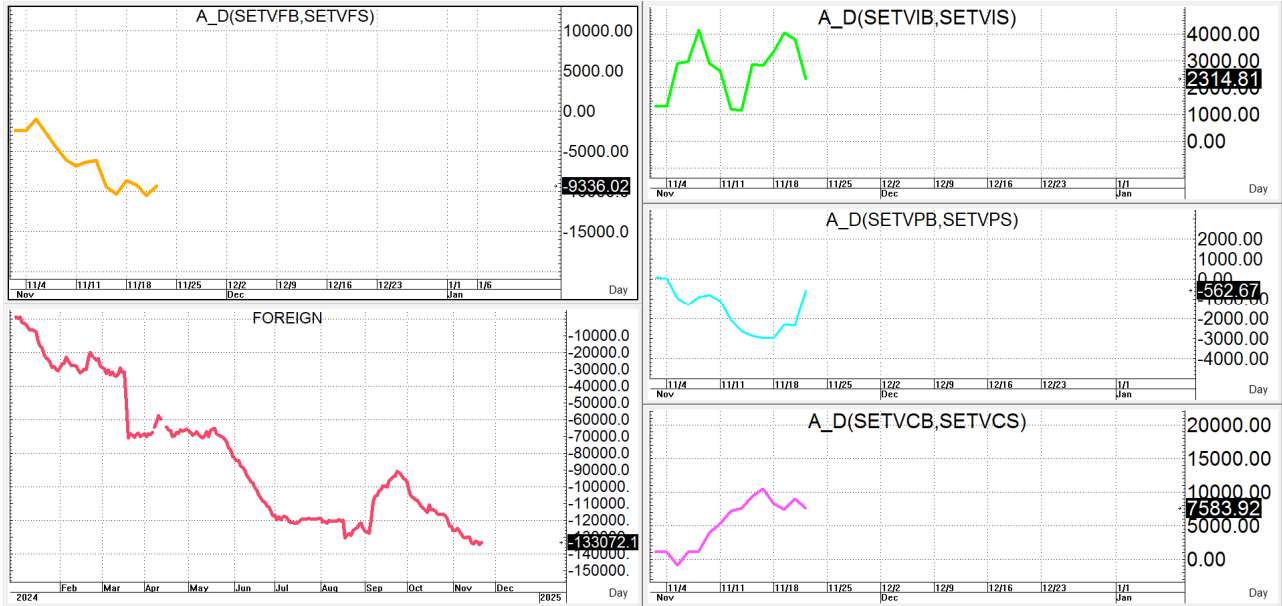 A_D(SETVFB,SETVFS)
10000.00
5000.00
0.00
-5000.00
-9336.02
-15000.0
11/4 11/11 11/18 11/25 12/2 12/9 12/16 12/23 1/1 1/6
Nov Dec Jan
Day
FOREIGN
-10000.0
-20000.0
-30000.0
-40000.0
-50000.0
-60000.0
-70000.0
-80000.0
-90000.0
-100000.
-110000.
-120000.
-133072.1
-140000.
-150000.
Feb Mar Apr May Jun Jul Aug Sep Oct Nov Dec
2024 2025
Day
A_D(SETVIB,SETVIS)
4000.00
3000.00
2314.81
1000.00
0.00
11/4 11/11 11/18 11/25 12/2 12/9 12/16 12/23 1/1
Nov Dec Jan
Day
A_D(SETVPB,SETVPS)
2000.00
1000.00
0.00
-562.67
-2000.00
-3000.00
-4000.00
11/4 11/11 11/18 11/25 12/2 12/9 12/16 12/23 1/1
Nov Dec Jan
Day
A_D(SETVCB,SETVCS)
20000.00
15000.00
10000.00
7583.92
5000.00
0.00
11/4 11/11 11/18 11/25 12/2 12/9 12/16 12/23 1/1
Nov Dec Jan
Day